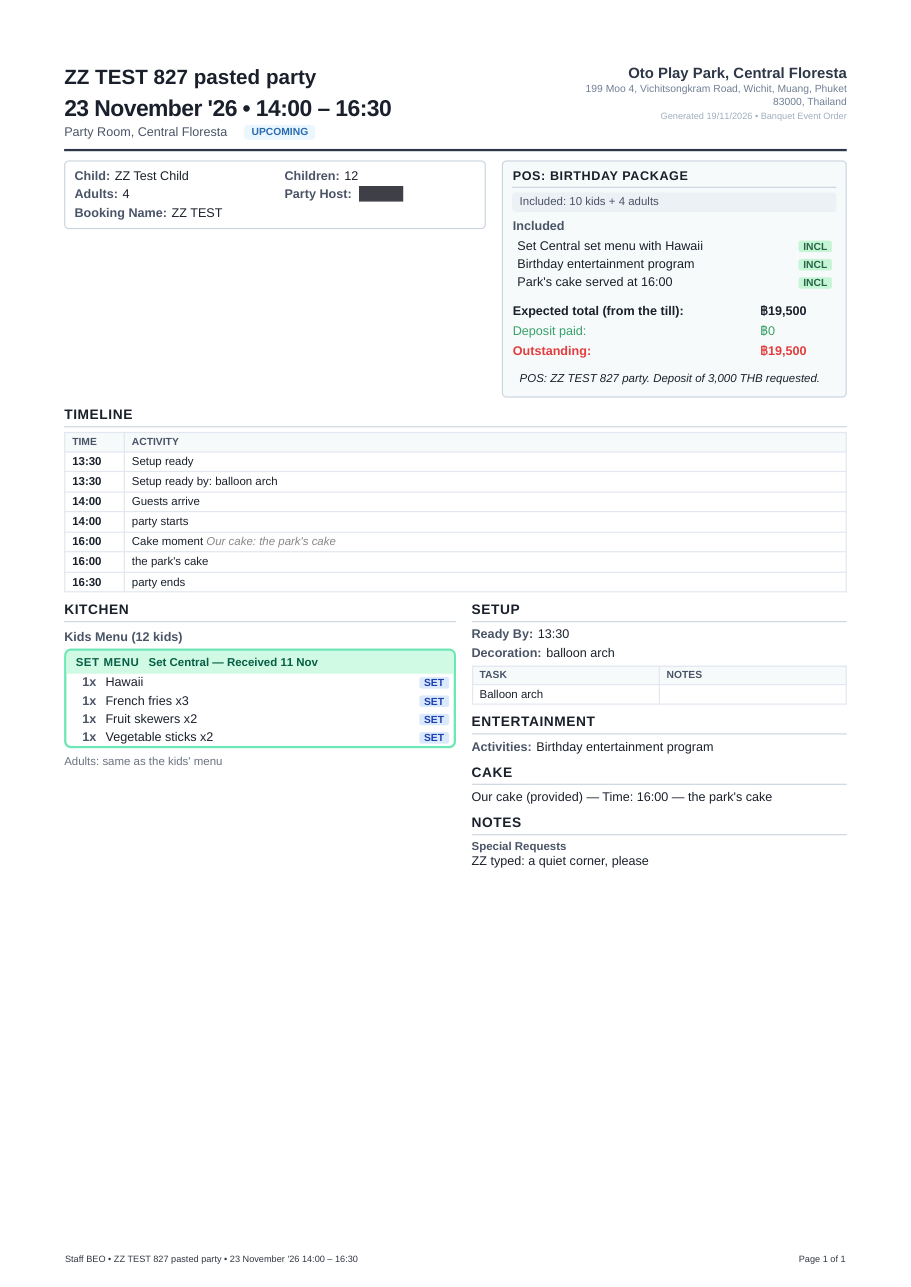 ZZ TEST 827 pasted party
23 November '26 • 14:00 – 16:30
Party Room, Central Floresta UPCOMING
Oto Play Park, Central Floresta
199 Moo 4, Vichitsongkram Road, Wichit, Muang, Phuket
83000, Thailand
Generated 19/11/2026 • Banquet Event Order
Child: ZZ Test Child Children: 12
Adults: 4 Party Host:
Booking Name: ZZ TEST
POS: BIRTHDAY PACKAGE
Included: 10 kids + 4 adults
Included
Set Central set menu with Hawaii INCL
Birthday entertainment program INCL
Park's cake served at 16:00 INCL
Expected total (from the till): ฿19,500
Deposit paid: ฿0
Outstanding: ฿19,500
POS: ZZ TEST 827 party. Deposit of 3,000 THB requested.
TIMELINE
TIME ACTIVITY
13:30 Setup ready
13:30 Setup ready by: balloon arch
14:00 Guests arrive
14:00 party starts
16:00 Cake moment Our cake: the park's cake
16:00 the park's cake
16:30 party ends
KITCHEN
Kids Menu (12 kids)
SET MENU Set Central — Received 11 Nov
1x Hawaii SET
1x French fries x3 SET
1x Fruit skewers x2 SET
1x Vegetable sticks x2 SET
Adults: same as the kids' menu
SETUP
Ready By: 13:30
Decoration: balloon arch
TASK NOTES
Balloon arch
ENTERTAINMENT
Activities: Birthday entertainment program
CAKE
Our cake (provided) — Time: 16:00 — the park's cake
NOTES
Special Requests
ZZ typed: a quiet corner, please
Staff BEO • ZZ TEST 827 pasted party • 23 November '26 14:00 – 16:30 Page 1 of 1